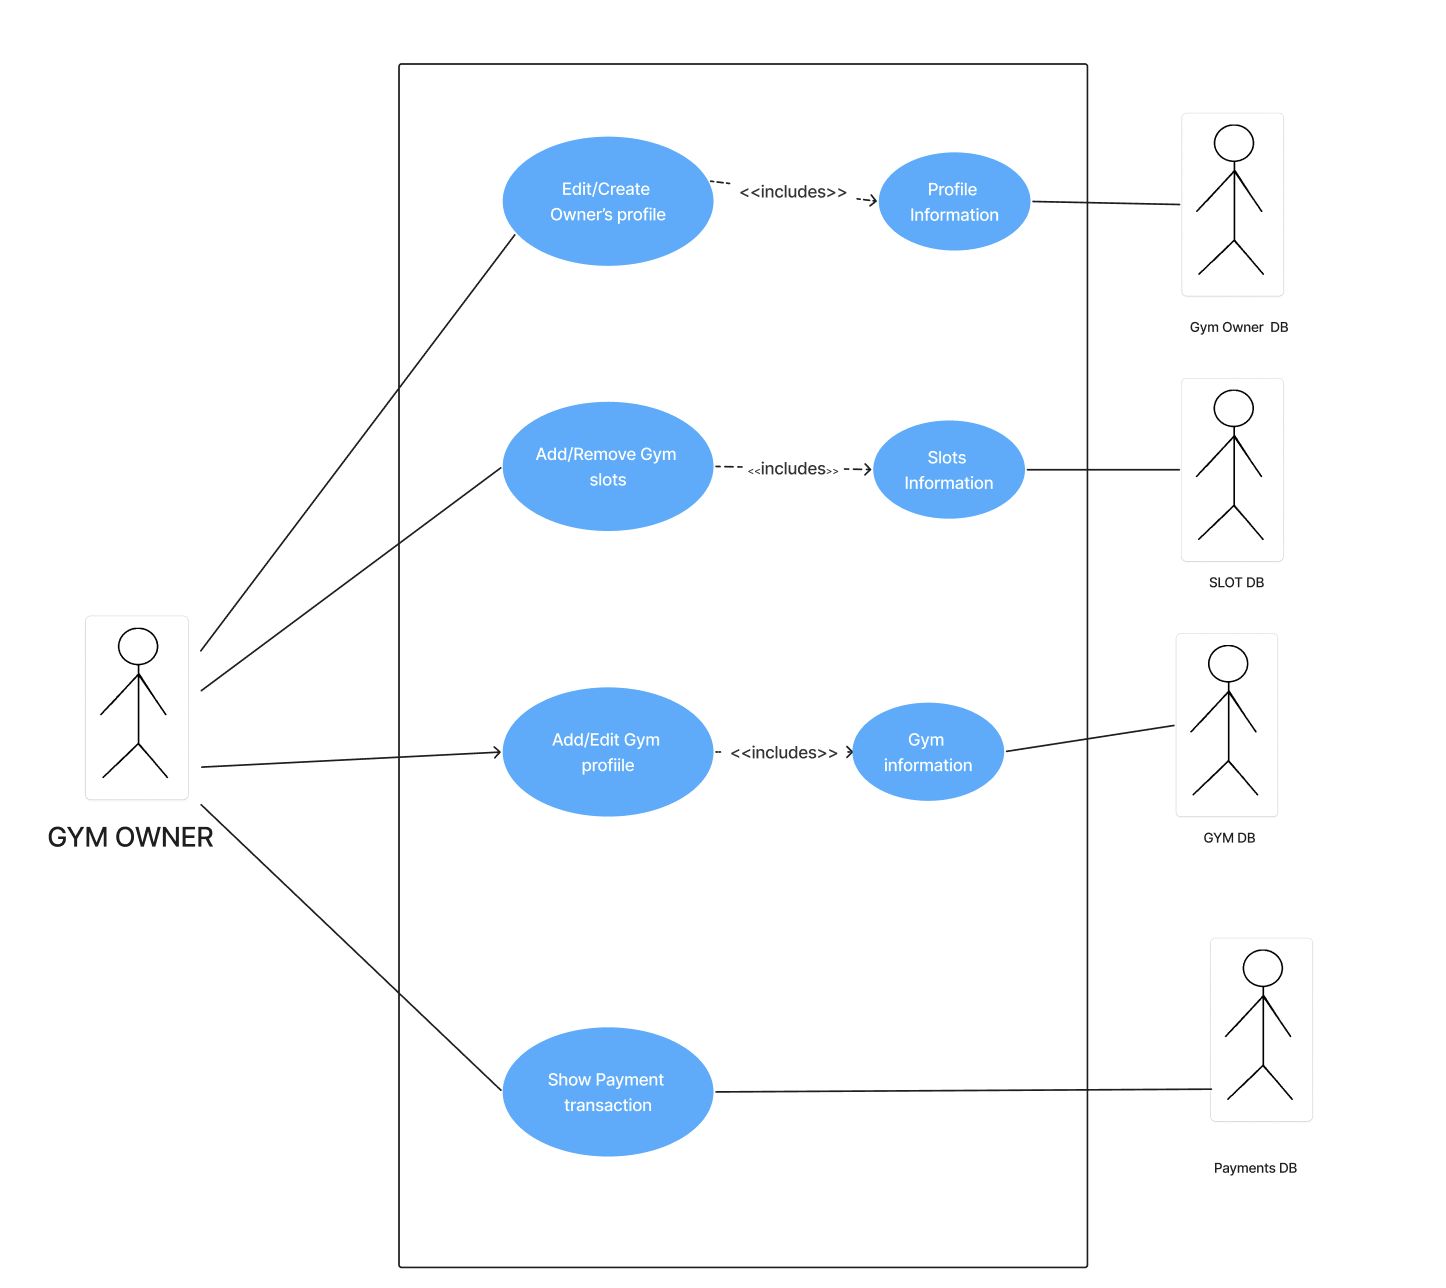 Edit/Create
Owner's profile
<<includes>>
Profile
Information
Gym Owner  DB
Add/Remove Gym
slots
<<includes>>
Slots
Information
SLOT DB
GYM OWNER
Add/Edit Gym
profiile
<<includes>>
Gym
information
GYM DB
Show Payment
transaction
Payments DB